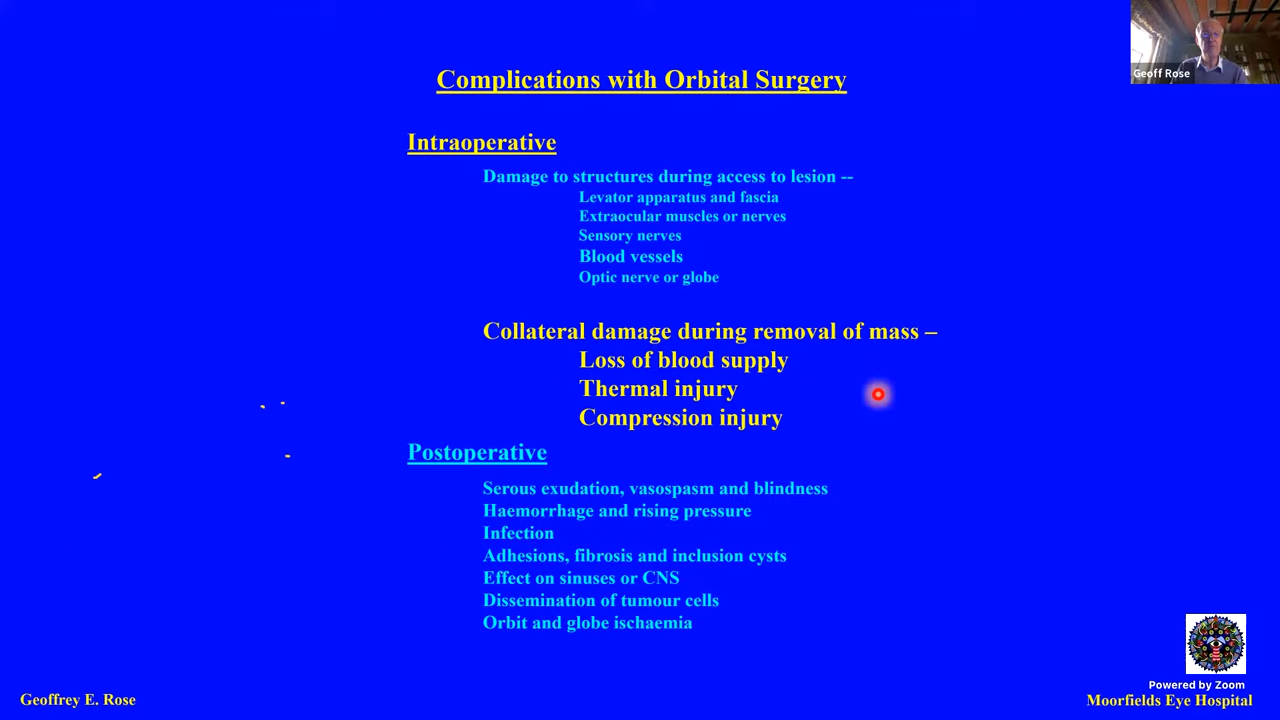 Geoff Rose
Complications with Orbital Surgery
Intraoperative
Damage to structures during access to lesion --
Levator apparatus and fascia
Extraocular muscles or nerves
Sensory nerves
Blood vessels
Optic nerve or globe
Collateral damage during removal of mass –
Loss of blood supply
Thermal injury
Compression injury
Postoperative
Serous exudation, vasospasm and blindness
Haemorrhage and rising pressure
Infection
Adhesions, fibrosis and inclusion cysts
Effect on sinuses or CNS
Dissemination of tumour cells
Orbit and globe ischaemia
Powered by Zoom
Geoffrey E. Rose
Moorfields Eye Hospital